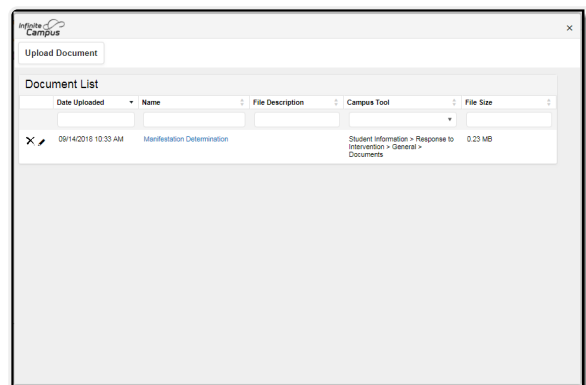 Infinite
Campus
×
Upload Document
Document List
Date Uploaded
Name
File Description
Campus Tool
File Size
09/14/2018 10:33 AM
Manifestation Determination
Student Information > Response to
Intervention > General >
Documents
0.23 MB